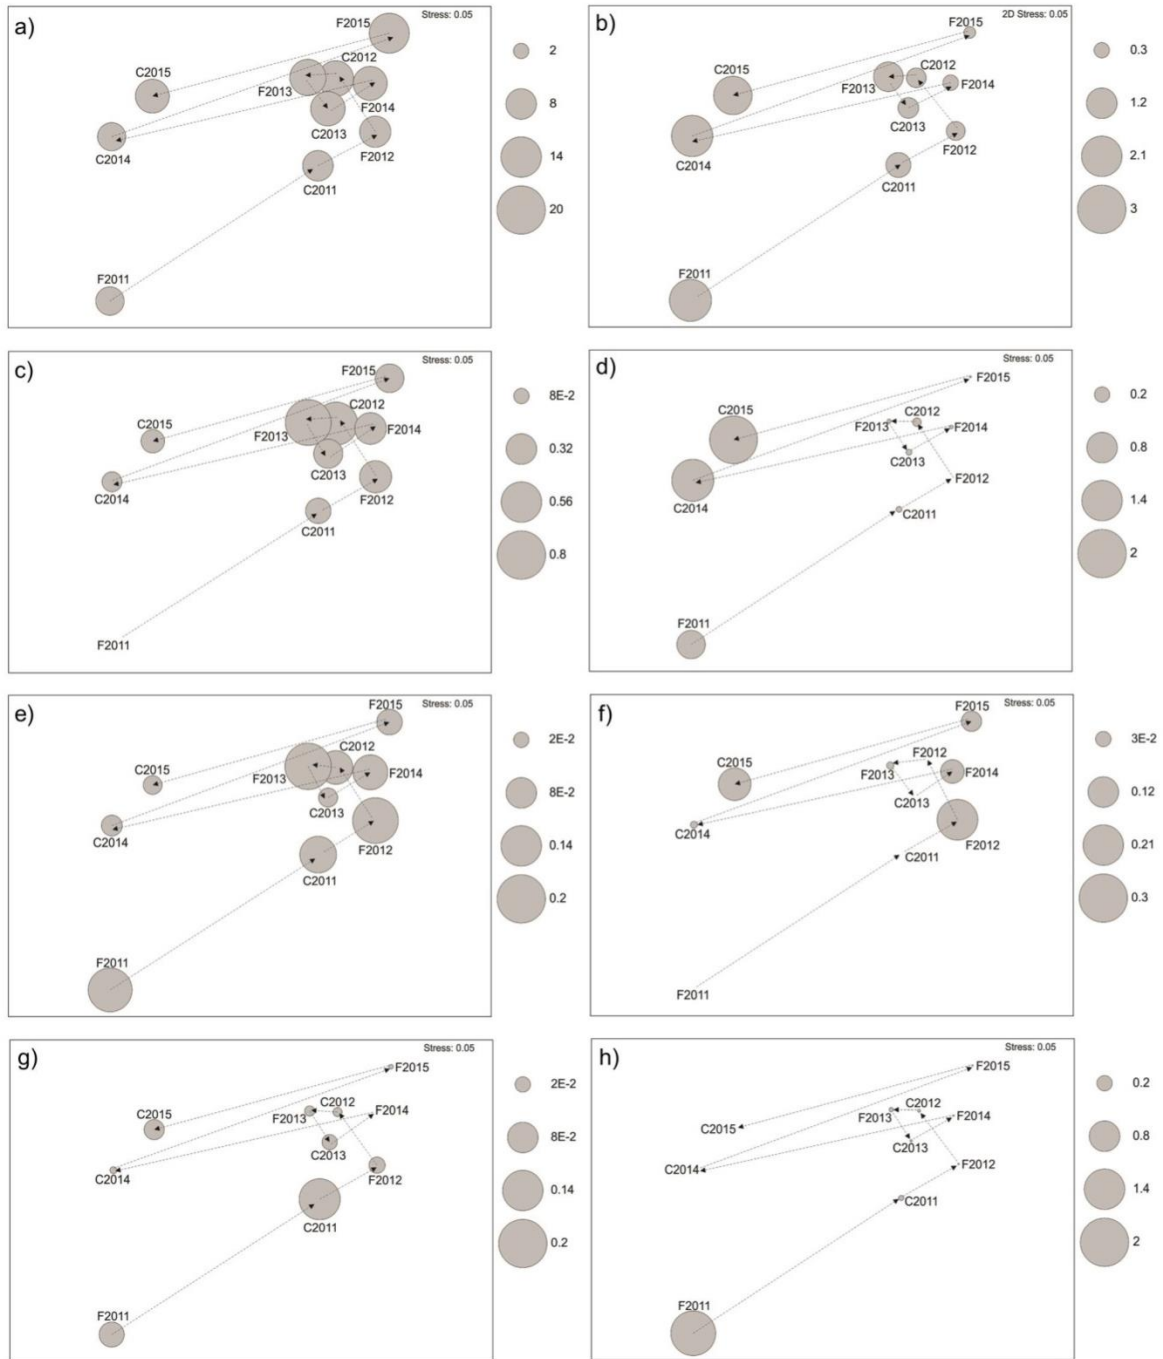 a)
Stress: 0.05
F2015
C2015
C2012
F2013
F2014
C2013
C2014
F2012
C2011
F2011
2
8
14
20
b)
2D Stress: 0.05
F2015
C2015
C2012
F2013
F2014
C2013
C2014
F2012
C2011
F2011
0.3
1.2
2.1
3
c)
Stress: 0.05
F2015
C2015
C2012
F2013
F2014
C2013
C2014
F2012
C2011
F2011
8E-2
0.32
0.56
0.8
d)
Stress: 0.05
F2015
C2015
C2012
F2013
F2014
C2013
C2014
F2012
C2011
F2011
0.2
0.8
1.4
2
e)
Stress: 0.05
F2015
C2015
C2012
F2013
F2014
C2013
C2014
F2012
C2011
F2011
2E-2
8E-2
0.14
0.2
f)
Stress: 0.05
F2015
C2015
F2012
F2013
F2014
C2013
C2014
F2012
C2011
F2011
3E-2
0.12
0.21
0.3
g)
Stress: 0.05
F2015
C2015
C2012
F2013
F2014
C2013
C2014
F2012
C2011
F2011
2E-2
8E-2
0.14
0.2
h)
Stress: 0.05
F2015
C2015
C2012
F2013
F2014
C2013
C2014
F2012
C2011
F2011
0.2
0.8
1.4
2